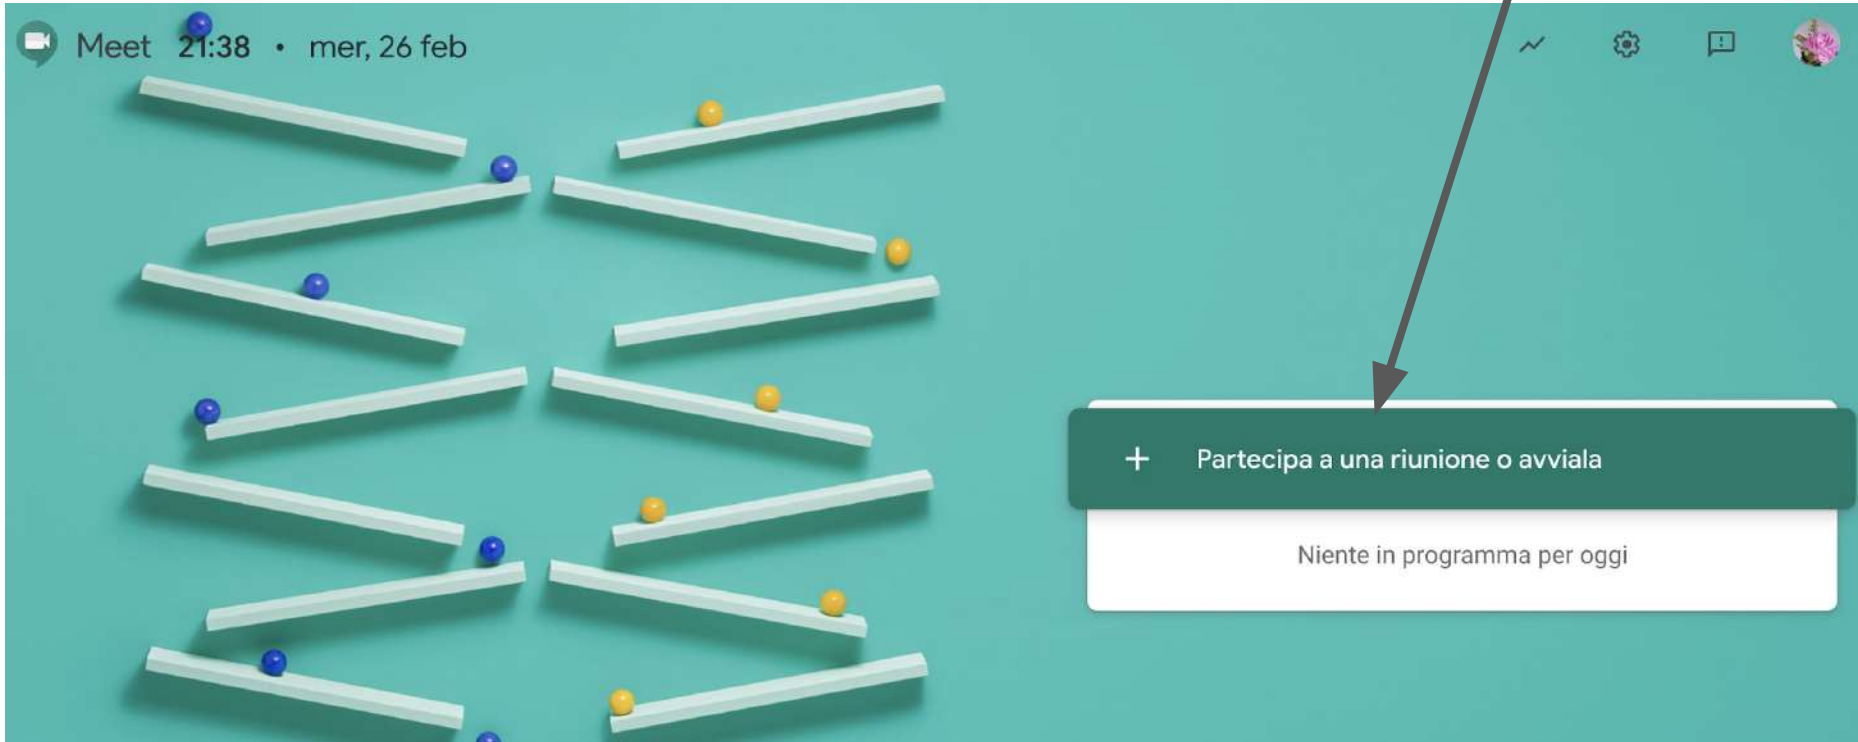 Meet 21:38 • mer, 26 feb
Partecipa a una riunione o avviala
Niente in programma per oggi